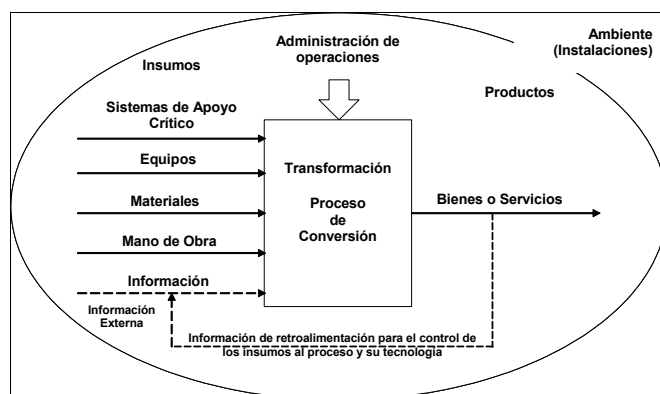 Administración de
operaciones
Ambiente
(Instalaciones)
Insumos
Productos
Sistemas de Apoyo
Crítico
Equipos
Materiales
Mano de Obra
Información
Información
Externa
Transformación
Proceso
de
Conversión
Bienes o Servicios
Información de retroalimentación para el control de
los insumos al proceso y su tecnología